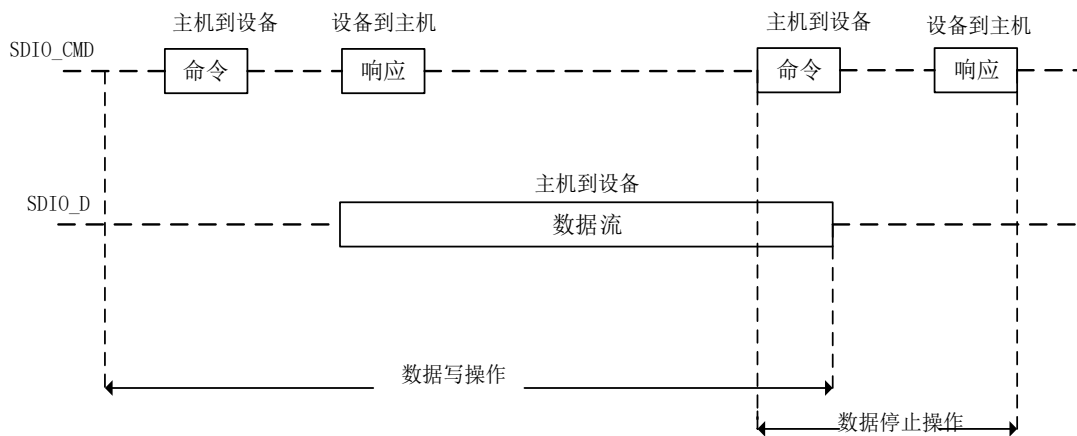 主机到设备 设备到主机 主机到设备 设备到主机
SDIO_CMD 命令 响应 命令 响应
主机到设备
SDIO_D 数据流
数据写操作
数据停止操作